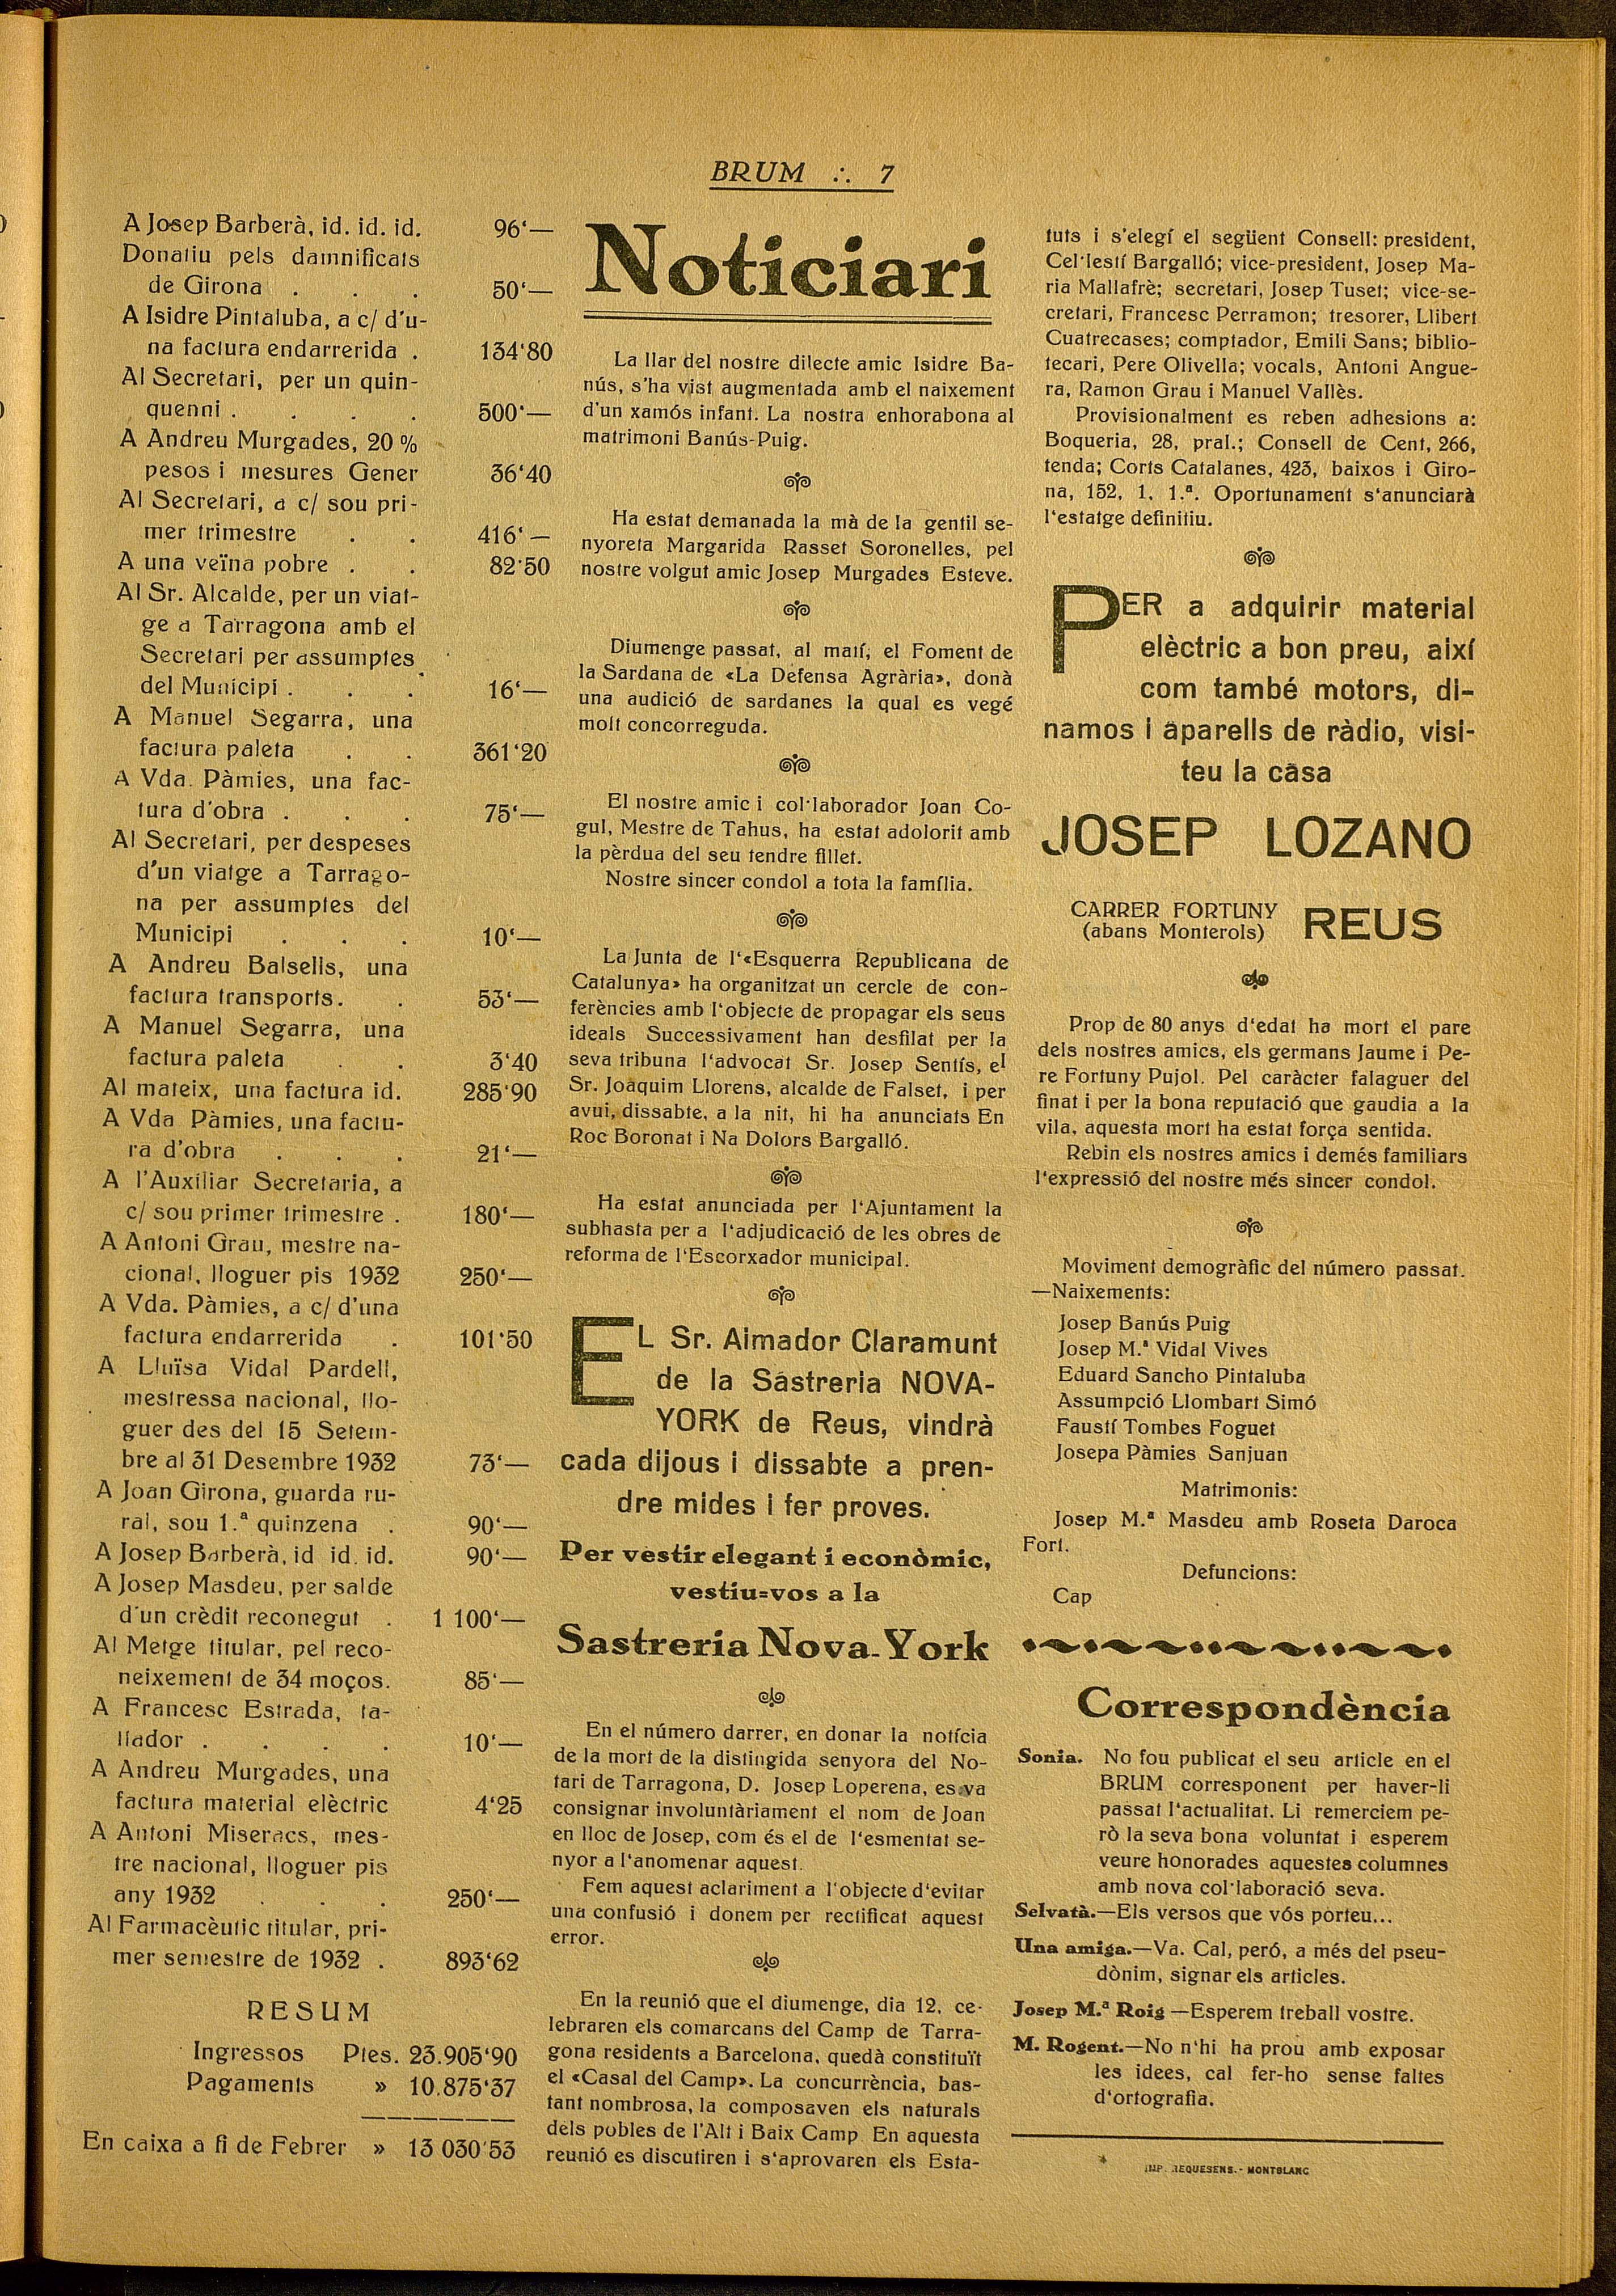 BRUM ∴ 7
A Josep Barberà, id. id. id. 96‘—
Donatiu pels damnificats
de Girona . . . 50‘—
A Isidre Pintaluba, a c/ d’u-
na factura endarrerida . 134‘80
Al Secretari, per un quin-
quenni . . . . 500‘—
A Andreu Murgades, 20 %
pesos i mesures Gener 36‘40
Al Secretari, a c/ sou pri-
mer trimestre . . 416‘—
A una veïna pobre . . 82‘50
Al Sr. Alcalde, per un viat-
ge a Tarragona amb el
Secretari per assumptes
del Municipi . . . 16‘—
A Manuel Segarra, una
factura paleta . . 361‘20
A Vda. Pàmies, una fac-
tura d’obra . . . 75‘—
Al Secretari, per despeses
d’un viatge a Tarrago-
na per assumptes del
Municipi . . . 10‘—
A Andreu Balsells, una
factura transports. . 53‘—
A Manuel Segarra, una
factura paleta . . 3‘40
Al mateix, una factura id. 285‘90
A Vda Pàmies, una factu-
ra d’obra . . . 21‘—
A l’Auxiliar Secretaria, a
c/ sou primer trimestre . 180‘—
A Antoni Grau, mestre na-
cional, lloguer pis 1932 250‘—
A Vda. Pàmies, a c/ d’una
factura endarrerida . 101‘50
A Lluïsa Vidal Pardell,
mestressa nacional, llo-
guer des del 15 Setem-
bre al 31 Desembre 1932 73‘—
A Joan Girona, guarda ru-
ral, sou 1.ª quinzena . 90‘—
A Josep Barberà, id id. id. 90‘—
A Josep Masdeu, per salde
d’un crèdit reconegut . 1 100‘—
Al Metge titular, pel reco-
neixement de 34 moços. 85‘—
A Francesc Estrada, ta-
llador . . . . 10‘—
A Andreu Murgades, una
factura material elèctric 4‘25
A Antoni Miseracs, mes-
tre nacional, lloguer pis
any 1932 . . . 250‘—
Al Farmacèutic titular, pri-
mer semestre de 1932 . 893‘62
RESUM
Ingressos Ptes. 23.905‘90
Pagaments » 10.875‘37
En caixa a fi de Febrer » 13 030‘53
Noticiari
La llar del nostre dilecte amic Isidre Ba-
nús, s’ha vist augmentada amb el naixement
d’un xamós infant. La nostra enhorabona al
matrimoni Banús-Puig.
Ha estat demanada la mà de la gentil se-
nyoreta Margarida Rasset Soronelles, pel
nostre volgut amic Josep Murgades Esteve.
Diumenge passat, al matí, el Foment de
la Sardana de «La Defensa Agrària», donà
una audició de sardanes la qual es vegé
molt concorreguda.
El nostre amic i col·laborador Joan Co-
gul, Mestre de Tahus, ha estat adolorit amb
la pèrdua del seu tendre fillet.
Nostre sincer condol a tota la família.
La Junta de l‘«Esquerra Republicana de
Catalunya» ha organitzat un cercle de con-
ferències amb l‘objecte de propagar els seus
ideals Successivament han desfilat per la
seva tribuna l‘advocat Sr. Josep Sentís, el
Sr. Joaquim Llorens, alcalde de Falset, i per
avui, dissabte, a la nit, hi ha anunciats En
Roc Boronat i Na Dolors Bargalló.
Ha estat anunciada per l‘Ajuntament la
subhasta per a l‘adjudicació de les obres de
reforma de l‘Escorxador municipal.
EL Sr. Aimador Claramunt
de la Sastreria NOVA-
YORK de Reus, vindrà
cada dijous i dissabte a pren-
dre mides i fer proves.
Per vestir elegant i econòmic,
vestiu=vos a la
Sastreria Nova-York
En el número darrer, en donar la notícia
de la mort de la distingida senyora del No-
tari de Tarragona, D. Josep Loperena, es va
consignar involuntàriament el nom de Joan
en lloc de Josep, com és el de l‘esmentat se-
nyor a l‘anomenar aquest.
Fem aquest aclariment a l‘objecte d‘evitar
una confusió i donem per rectificat aquest
error.
En la reunió que el diumenge, dia 12, ce-
lebraren els comarcans del Camp de Tarra-
gona residents a Barcelona, quedà constituït
el «Casal del Camp». La concurrència, bas-
tant nombrosa, la composaven els naturals
dels pobles de l’Alt i Baix Camp En aquesta
reunió es discutiren i s‘aprovaren els Esta-
tuts i s‘elegí el següent Consell: president,
Cel·lestí Bargalló; vice-president, Josep Ma-
ria Mallafrè; secretari, Josep Tuset; vice-se-
cretari, Francesc Perramon; tresorer, Llibert
Cuatrecases; comptador, Emili Sans; biblio-
tecari, Pere Olivella; vocals, Antoni Angue-
ra, Ramon Grau i Manuel Vallès.
Provisionalment es reben adhesions a:
Boqueria, 28, pral.; Consell de Cent, 266,
tenda; Corts Catalanes, 423, baixos i Giro-
na, 152, 1, 1.ª. Oportunament s‘anunciarà
l‘estatge definitiu.
PER a adquirir material
elèctric a bon preu, així
com també motors, di-
namos i aparells de ràdio, visi-
teu la casa
JOSEP LOZANO
CARRER FORTUNY
(abans Monterols) REUS
Prop de 80 anys d‘edat ha mort el pare
dels nostres amics, els germans Jaume i Pe-
re Fortuny Pujol. Pel caràcter falaguer del
finat i per la bona reputació que gaudia a la
vila, aquesta mort ha estat força sentida.
Rebin els nostres amics i demés familiars
l‘expressió del nostre més sincer condol.
Moviment demogràfic del número passat.
—Naixements:
Josep Banús Puig
Josep M.ª Vidal Vives
Eduard Sancho Pintaluba
Assumpció Llombart Simó
Faustí Tombes Foguet
Josepa Pàmies Sanjuan
Matrimonis:
Josep M.ª Masdeu amb Roseta Daroca
Fort.
Defuncions:
Cap
Correspondència
Sonia. No fou publicat el seu article en el
BRUM corresponent per haver-li
passat l‘actualitat. Li remerciem pe-
rò la seva bona voluntat i esperem
veure honorades aquestes columnes
amb nova col·laboració seva.
Selvatà.—Els versos que vós porteu...
Una amiga.—Va. Cal, peró, a més del pseu-
dònim, signar els articles.
Josep M.ª Roig —Esperem treball vostre.
M. Rogent.—No n‘hi ha prou amb exposar
les idees, cal fer-ho sense faltes
d‘ortografia.
IMP. REQUESENS.- MONTBLANC